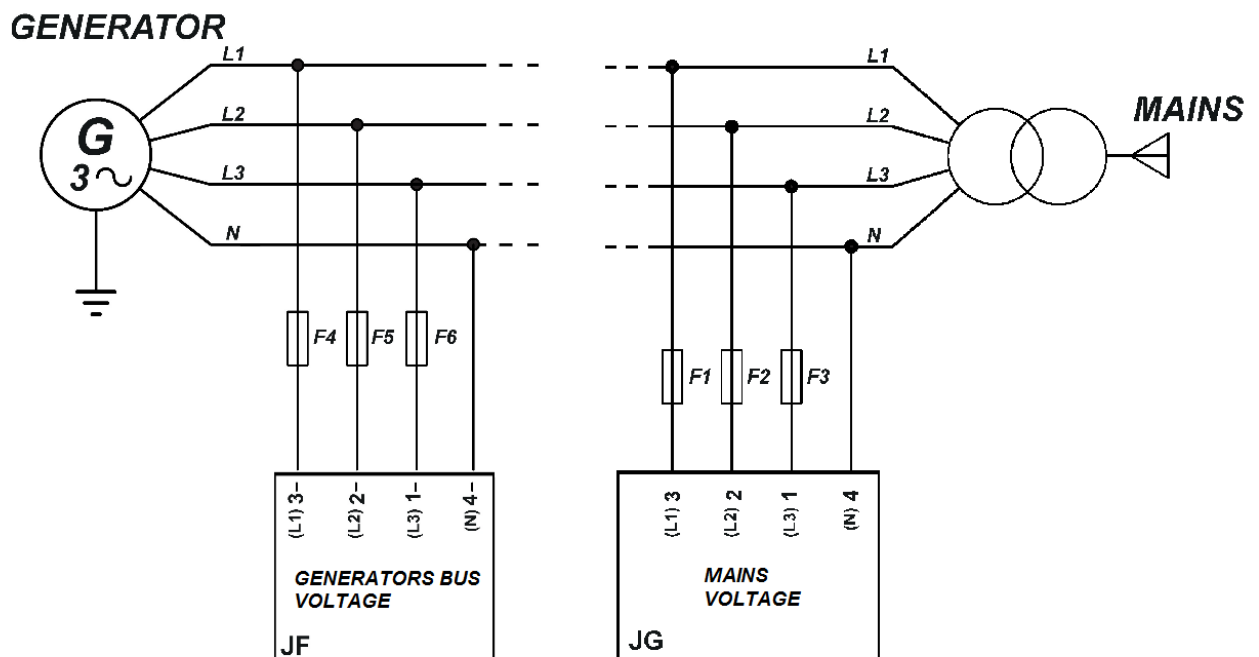 GENERATOR
L1
L2
L3
N
G
3~
F4
F5
F6
(L1) 3-
(L2) 2-
(L3) 1-
(N) 4-
GENERATORS BUS
VOLTAGE
JF
L1
L2
L3
N
MAINS
F1
F2
F3
(L1) 3
(L2) 2
(L3) 1
(N) 4
MAINS
VOLTAGE
JG